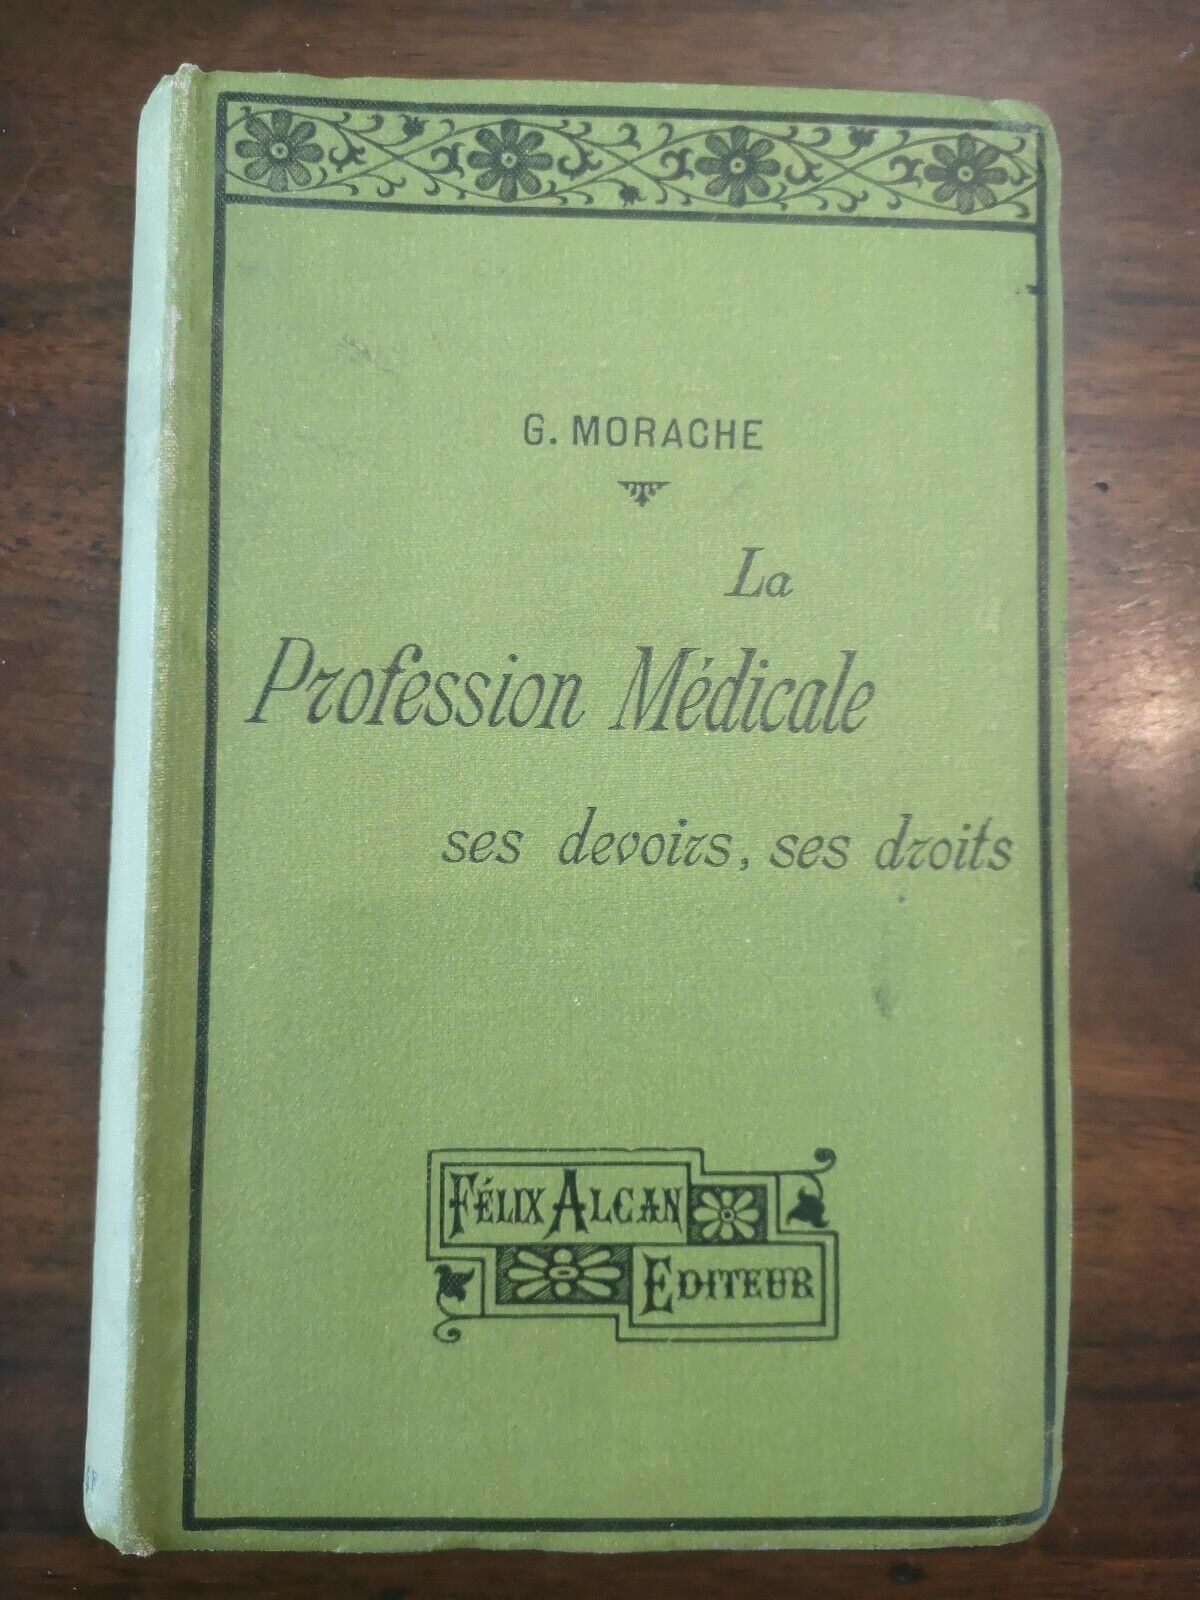 G. MORACHE
La
Profession Médicale
ses devoirs, ses droits
FÉLIX ALCAN
EDITEUR